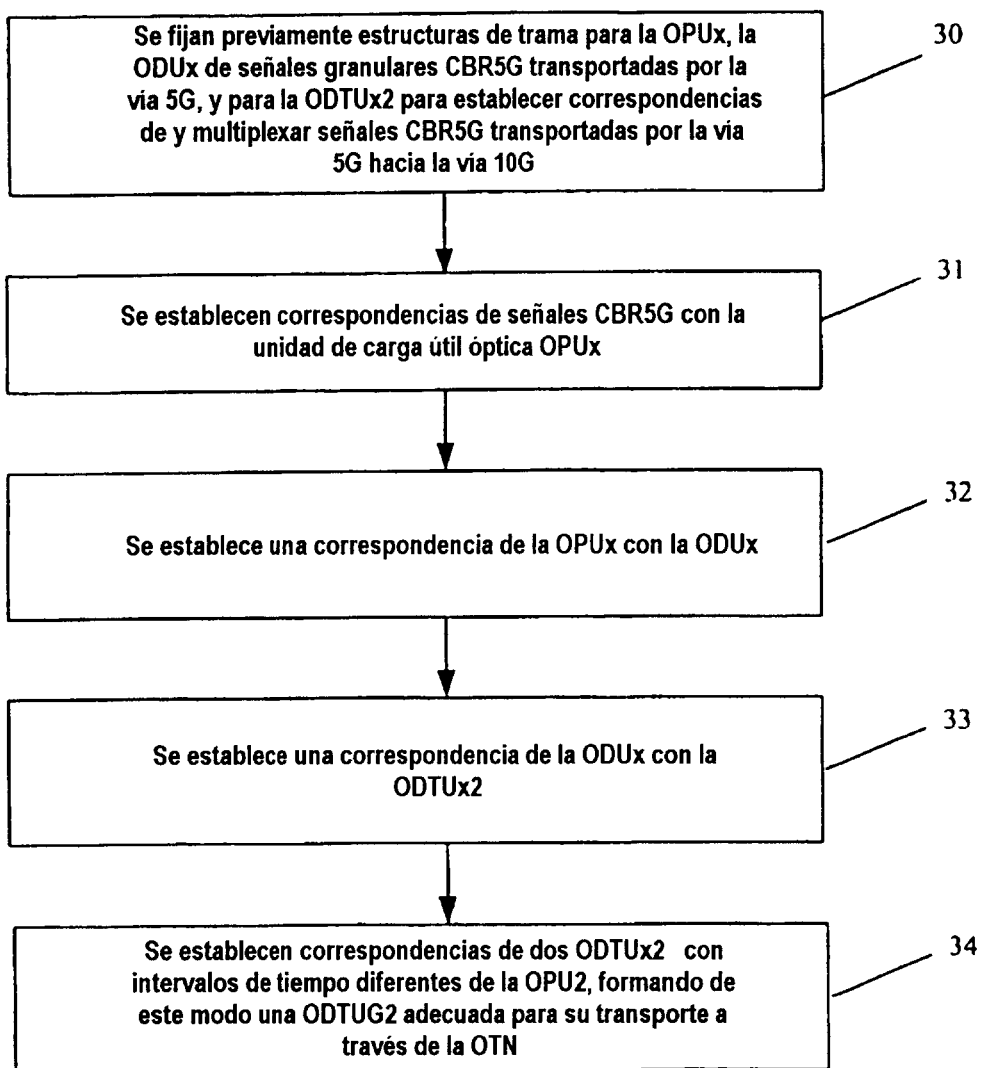 Se fijan previamente estructuras de trama para la OPUx, la
ODUx de señales granulares CBR5G transportadas por la
vía 5G, y para la ODTUx2 para establecer correspondencias
de y multiplexar señales CBR5G transportadas por la vía
5G hacia la vía 10G
30
Se establecen correspondencias de señales CBR5G con la
unidad de carga útil óptica OPUx
31
Se establece una correspondencia de la OPUx con la ODUx
32
Se establece una correspondencia de la ODUx con la
ODTUx2
33
Se establecen correspondencias de dos ODTUx2 con
intervalos de tiempo diferentes de la OPU2, formando de
este modo una ODTUG2 adecuada para su transporte a
través de la OTN
34